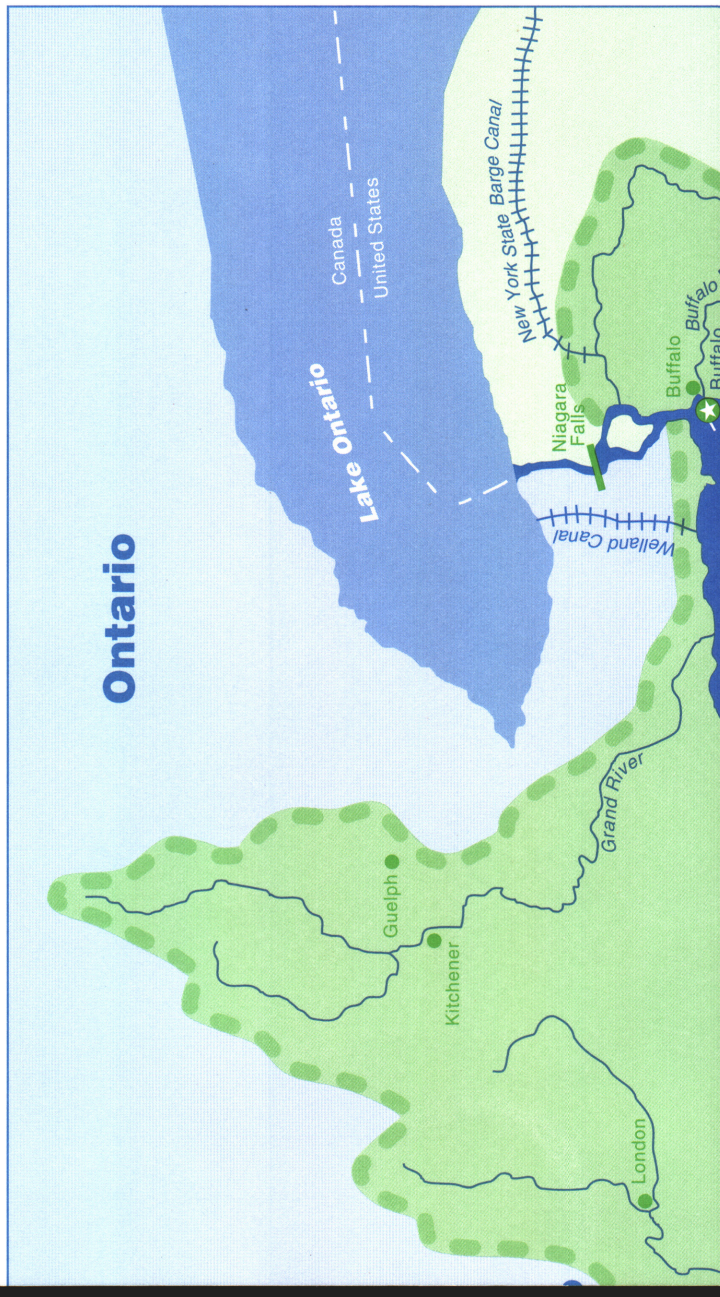 Ontario
Lake Ontario
Canada
United States
New York State Barge Canal
Niagara
Falls
Buffalo
Buffalo
Buffalo
Welland Canal
Grand River
Guelph
Kitchener
London